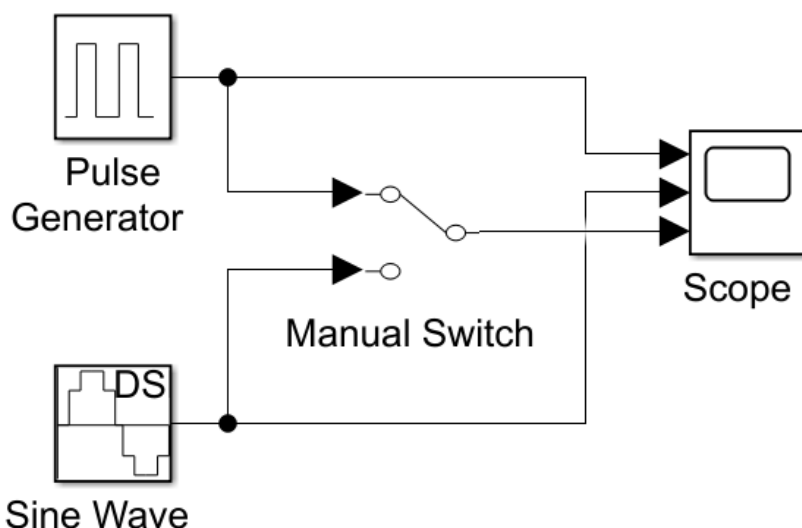 Pulse
Generator
Scope
Manual Switch
DS
Sine Wave